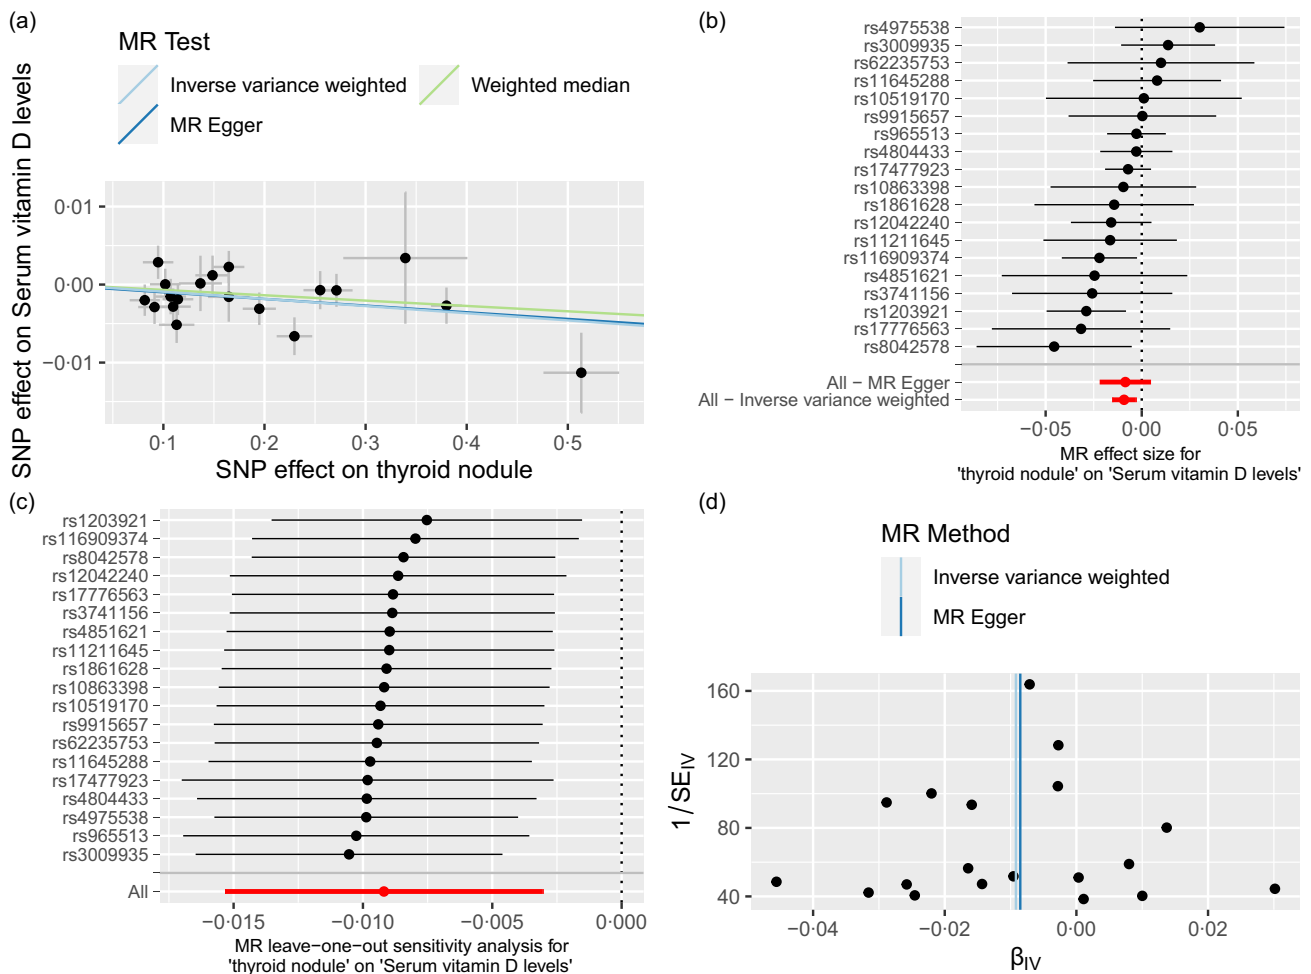 (a)
MR Test
Inverse variance weighted
Weighted median
MR Egger
SNP effect on Serum vitamin D levels
0·01
0·00
−0·01
0·1
0·2
0·3
0·4
0·5
SNP effect on thyroid nodule
(b)
rs4975538
rs3009935
rs62235753
rs11645288
rs10519170
rs9915657
rs965513
rs4804433
rs17477923
rs10863398
rs1861628
rs12042240
rs11211645
rs116909374
rs4851621
rs3741156
rs1203921
rs17776563
rs8042578
All − MR Egger
All − Inverse variance weighted
−0·05
0·00
0·05
MR effect size for
'thyroid nodule' on 'Serum vitamin D levels'
(c)
rs1203921
rs116909374
rs8042578
rs12042240
rs17776563
rs3741156
rs4851621
rs11211645
rs1861628
rs10863398
rs10519170
rs9915657
rs62235753
rs11645288
rs17477923
rs4804433
rs4975538
rs965513
rs3009935
All
−0·015
−0·010
−0·005
0·000
MR leave−one−out sensitivity analysis for
'thyroid nodule' on 'Serum vitamin D levels'
(d)
MR Method
Inverse variance weighted
MR Egger
1/SE_IV
160
120
80
40
−0·04
−0·02
0·00
0·02
β_IV